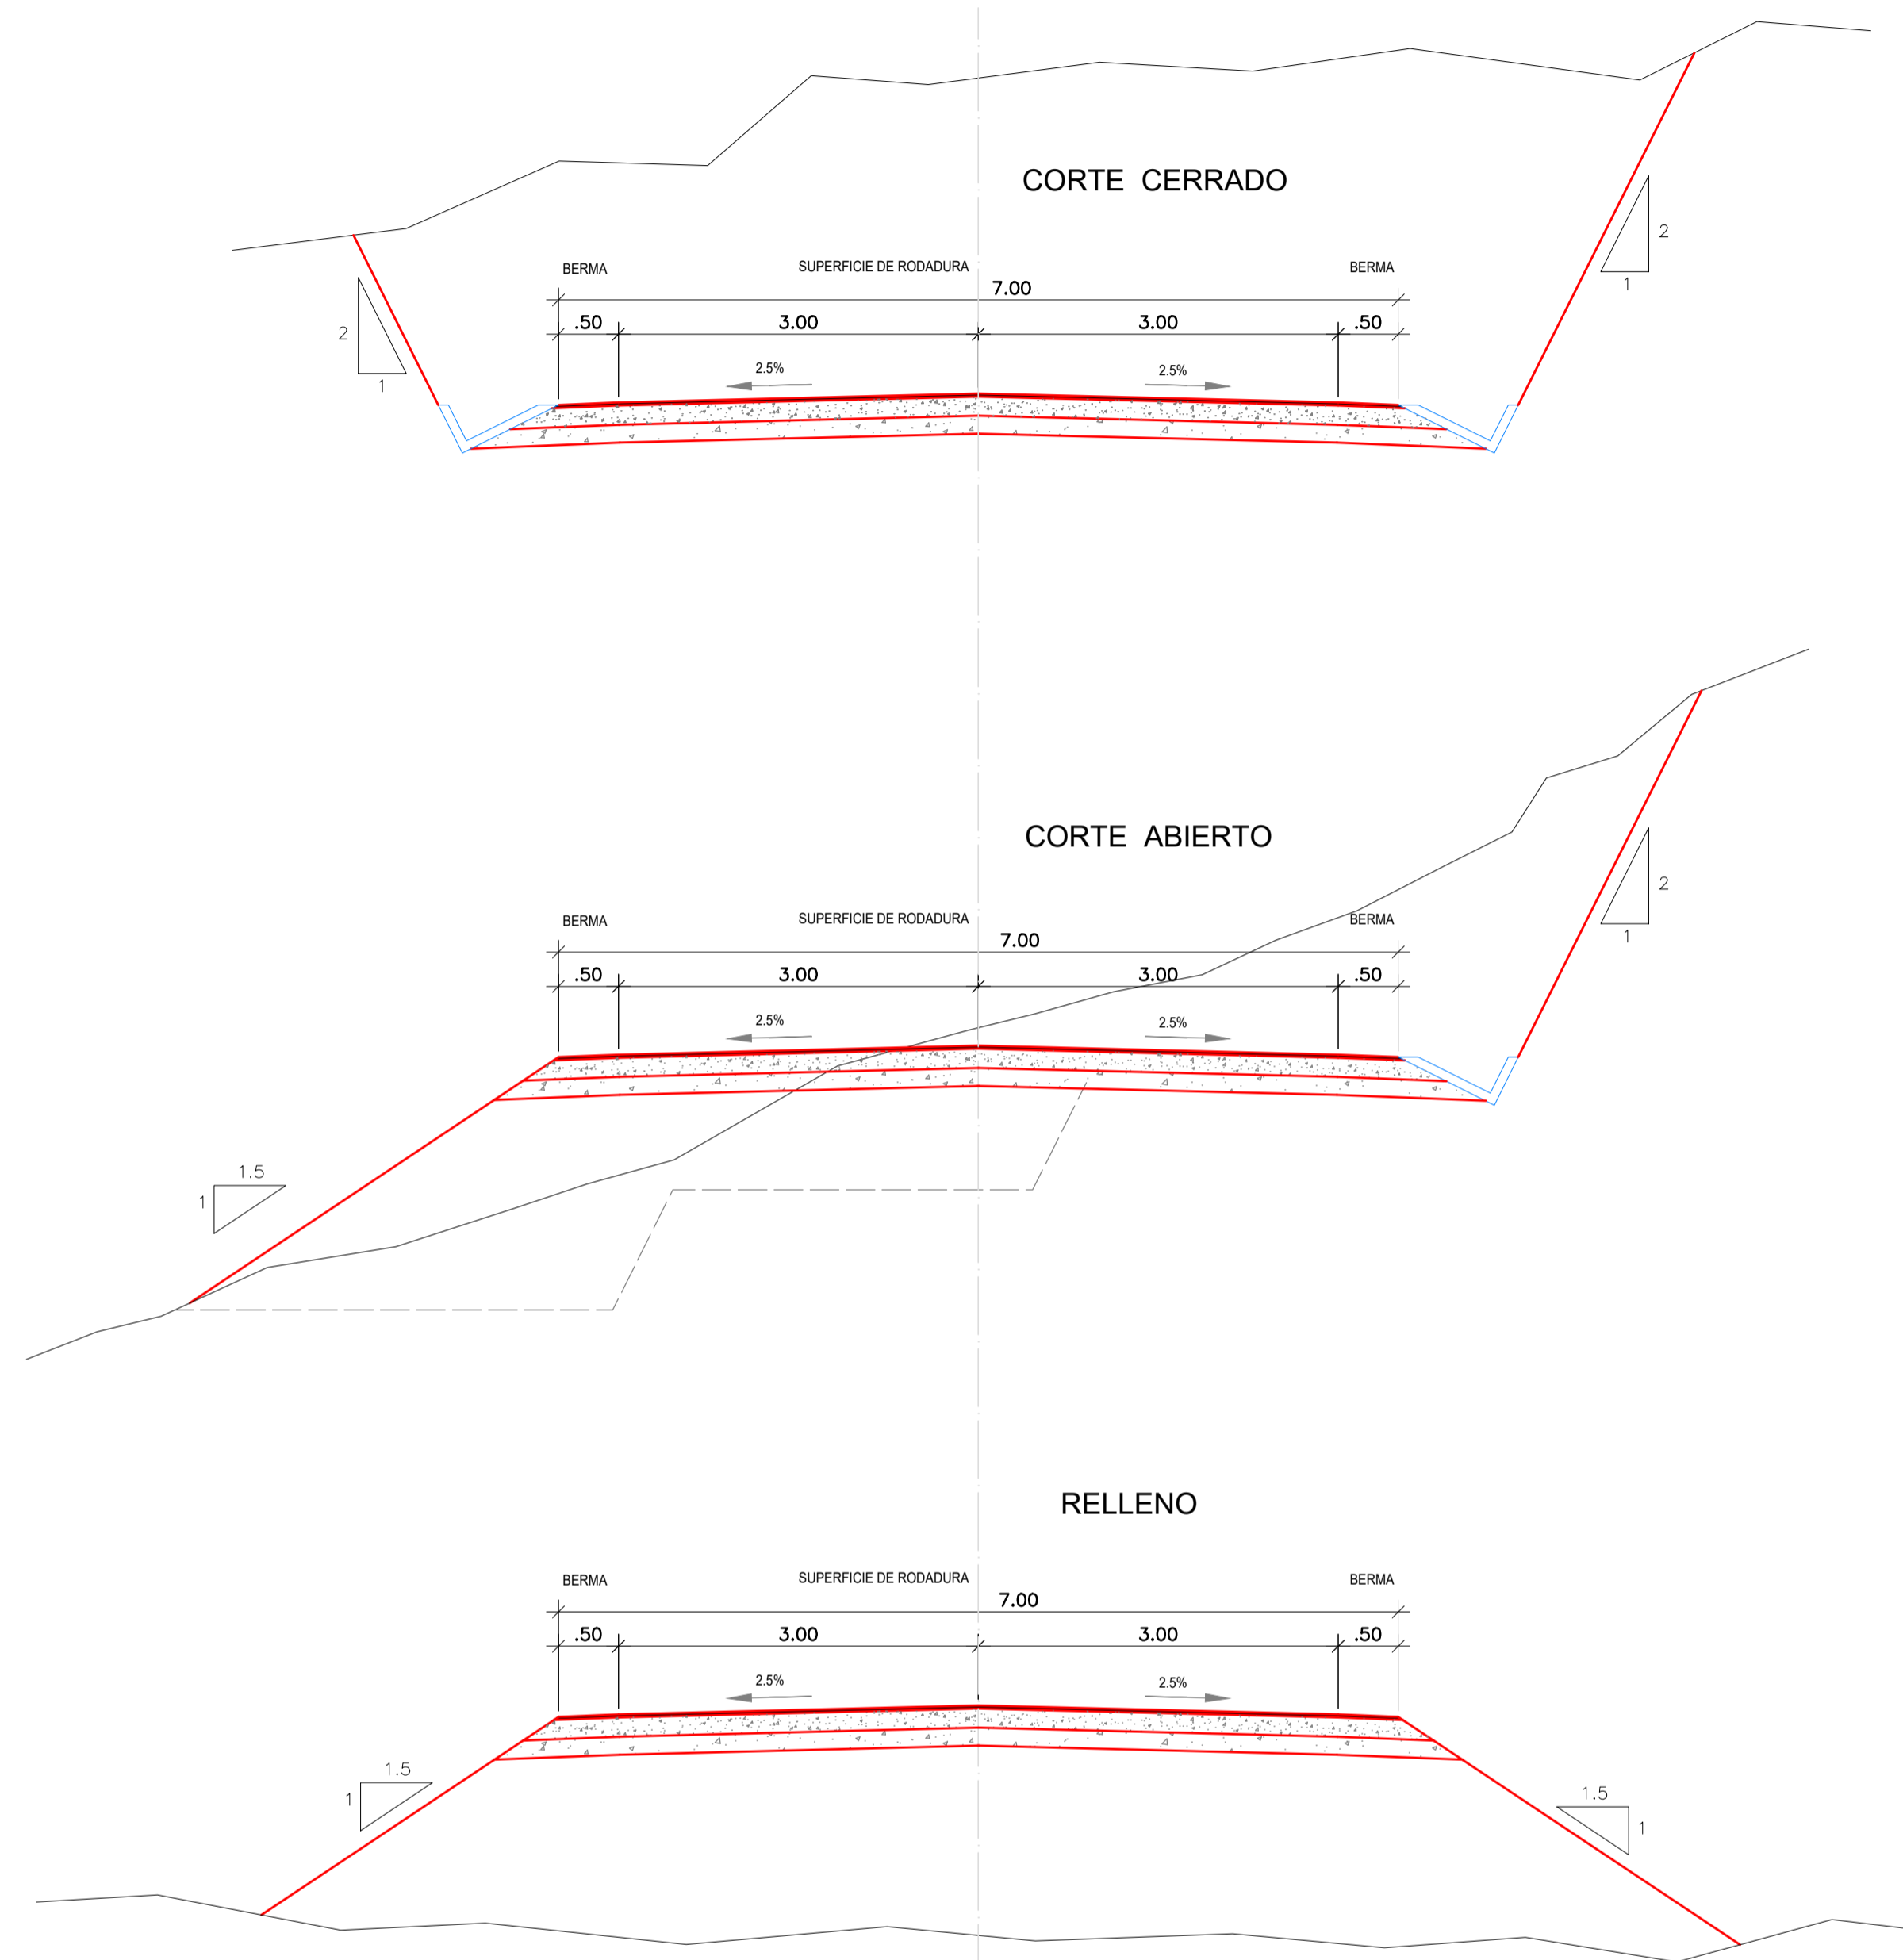 CORTE CERRADO
2
1
BERMA
SUPERFICIE DE RODADURA
BERMA
7.00
.50
3.00
3.00
.50
2
1
2.5%
2.5%
CORTE ABIERTO
2
1
BERMA
SUPERFICIE DE RODADURA
BERMA
7.00
.50
3.00
3.00
.50
2.5%
2.5%
1.5
1
RELLENO
BERMA
SUPERFICIE DE RODADURA
BERMA
7.00
.50
3.00
3.00
.50
2.5%
2.5%
1.5
1
1.5
1